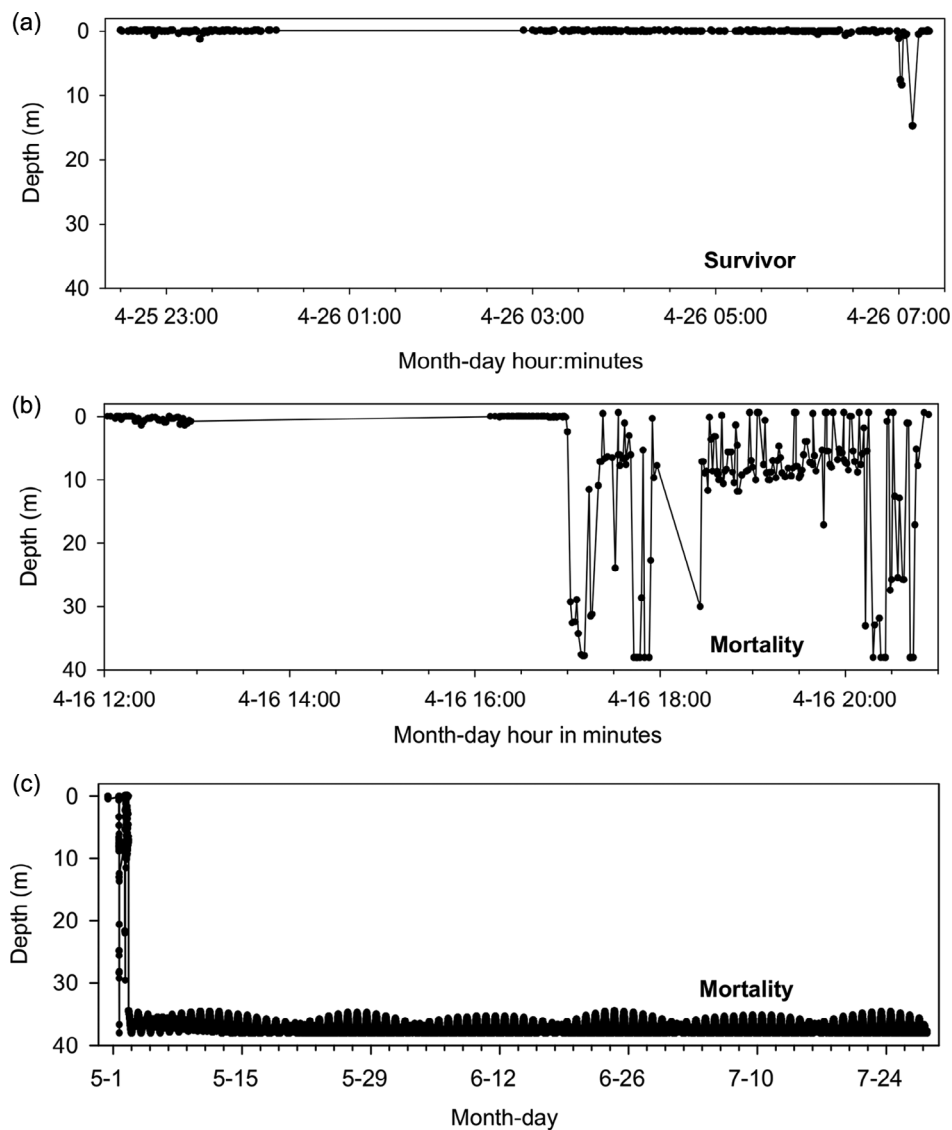 (a)
0
10
20
30
40
Depth (m)
Survivor
4-25 23:00 4-26 01:00 4-26 03:00 4-26 05:00 4-26 07:00
Month-day hour:minutes
(b)
0
10
20
30
40
Depth (m)
Mortality
4-16 12:00 4-16 14:00 4-16 16:00 4-16 18:00 4-16 20:00
Month-day hour in minutes
(c)
0
10
20
30
40
Depth (m)
Mortality
5-1 5-15 5-29 6-12 6-26 7-10 7-24
Month-day